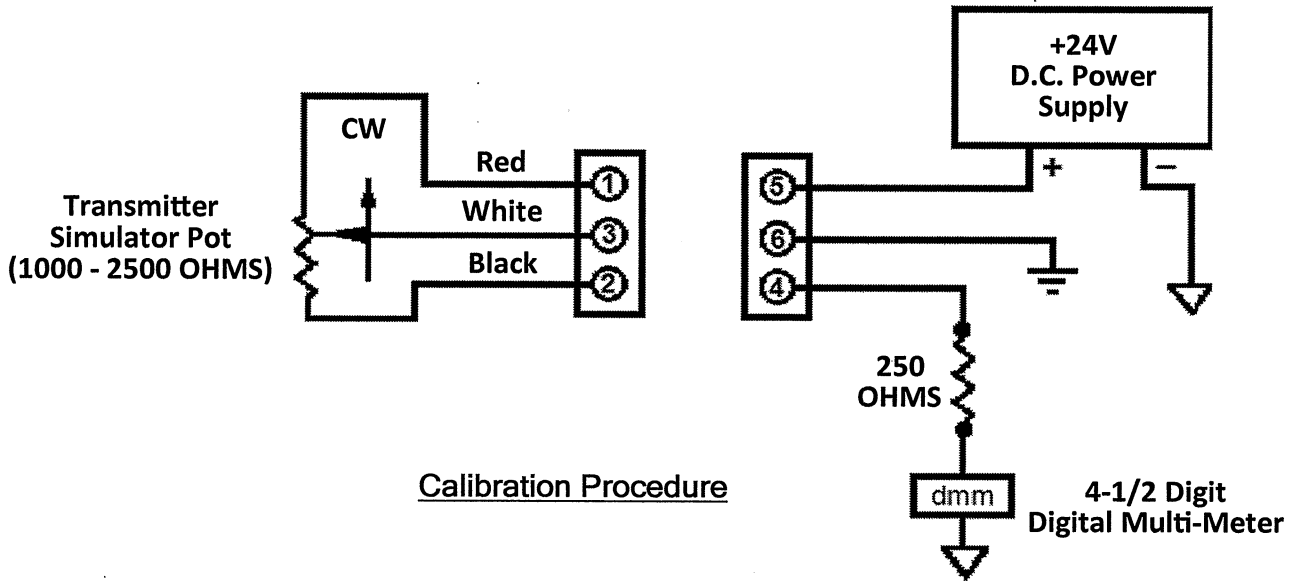 +24V
D.C. Power
Supply
CW
+
−
Red
1
5
Transmitter
Simulator Pot
(1000 - 2500 OHMS)
White
3
6
Black
2
4
250
OHMS
Calibration Procedure
dmm
4-1/2 Digit
Digital Multi-Meter